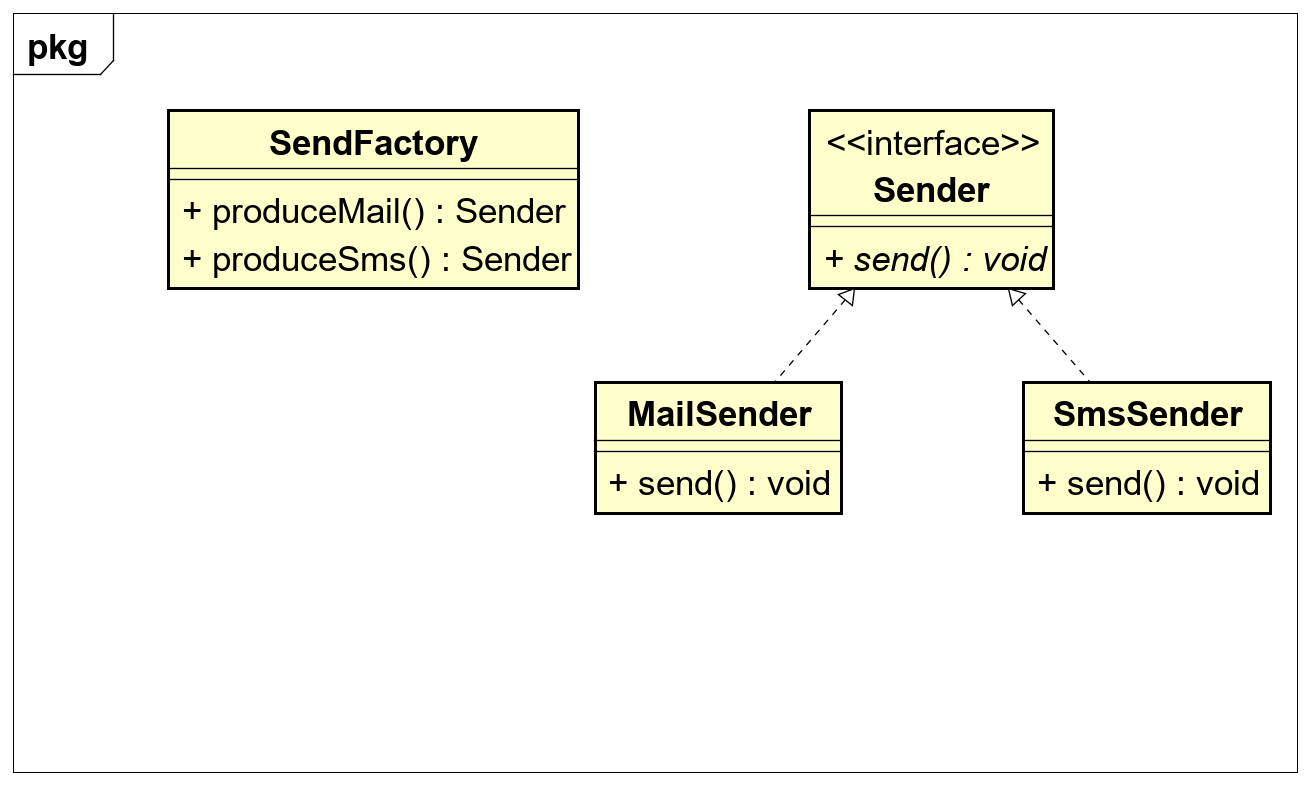 pkg
SendFactory
+ produceMail() : Sender
+ produceSms() : Sender
<<interface>>
Sender
+ send() : void
MailSender
+ send() : void
SmsSender
+ send() : void